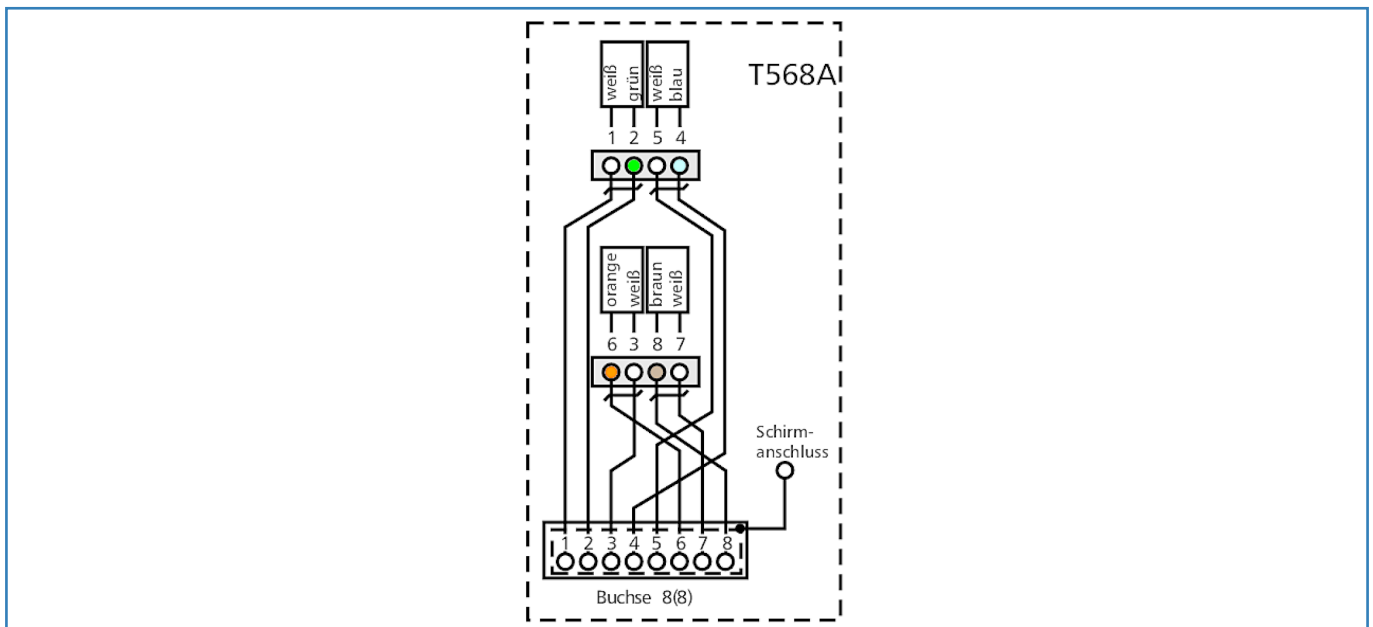 T568A
weiß
grün
weiß
blau
1 2 5 4
orange
weiß
braun
weiß
6 3 8 7
Schirm-
anschluss
1 2 3 4 5 6 7 8
Buchse 8(8)